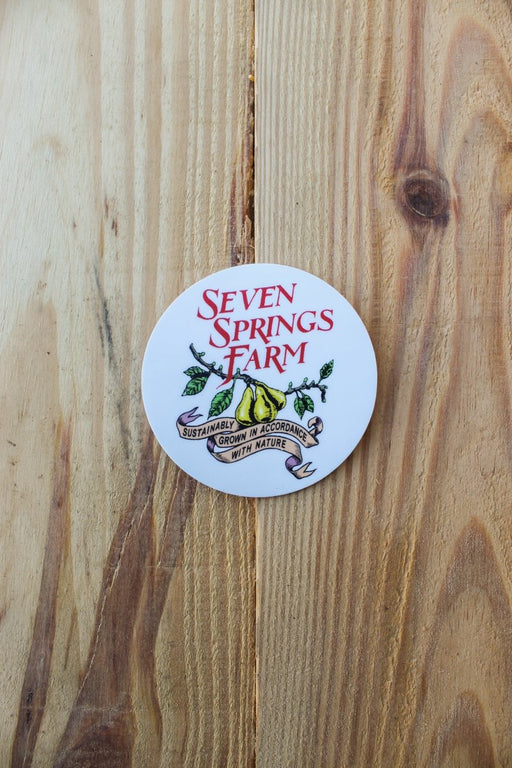 SEVEN
SPRINGS
FARM
SUSTAINABLY
GROWN IN ACCORDANCE
WITH NATURE